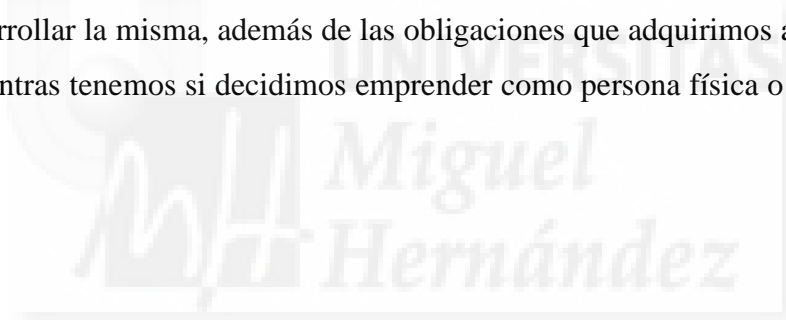 rrollar la misma, además de las obligaciones que adquirimos a
UNIVERSITAS
ntras tenemos si decidimos emprender como persona física o
Miguel
Hernández